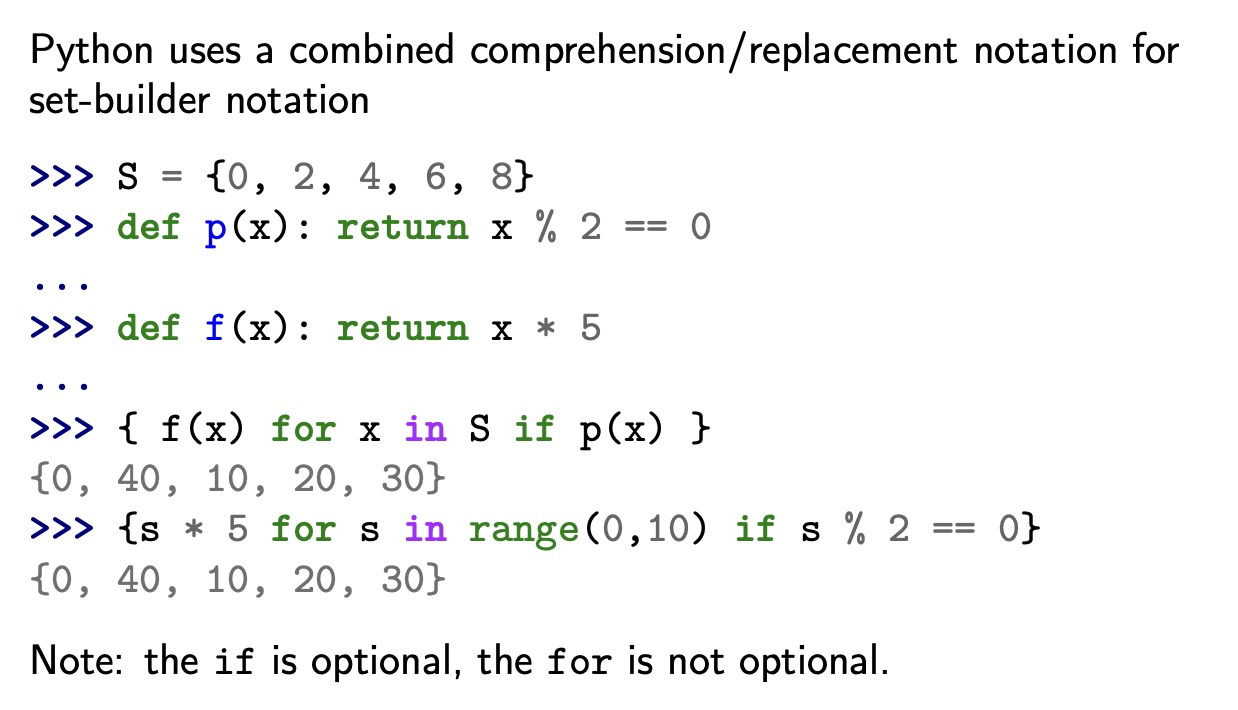 Python uses a combined comprehension/replacement notation for
set-builder notation
>>> S = {0, 2, 4, 6, 8}
>>> def p(x): return x % 2 == 0
...
>>> def f(x): return x * 5
...
>>> { f(x) for x in S if p(x) }
{0, 40, 10, 20, 30}
>>> {s * 5 for s in range(0,10) if s % 2 == 0}
{0, 40, 10, 20, 30}
Note: the if is optional, the for is not optional.